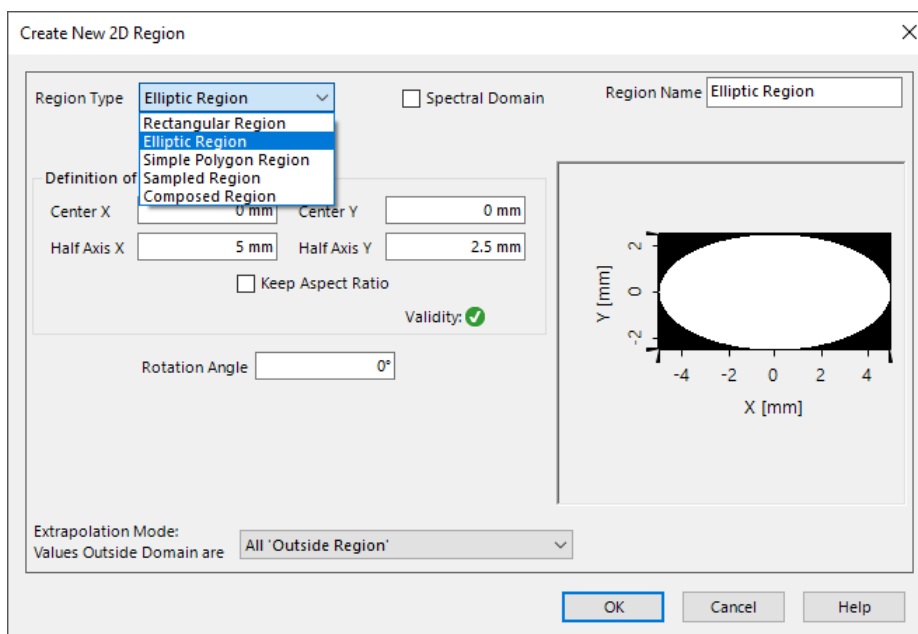 Create New 2D Region
Region Type
Elliptic Region
Spectral Domain
Region Name
Elliptic Region
Rectangular Region
Elliptic Region
Simple Polygon Region
Sampled Region
Composed Region
Definition of
Center X
0 mm
Center Y
0 mm
Half Axis X
5 mm
Half Axis Y
2.5 mm
Keep Aspect Ratio
Validity:
Rotation Angle
0°
Y [mm]
2
0
-2
-4 -2 0 2 4
X [mm]
Extrapolation Mode:
Values Outside Domain are
All 'Outside Region'
OK
Cancel
Help